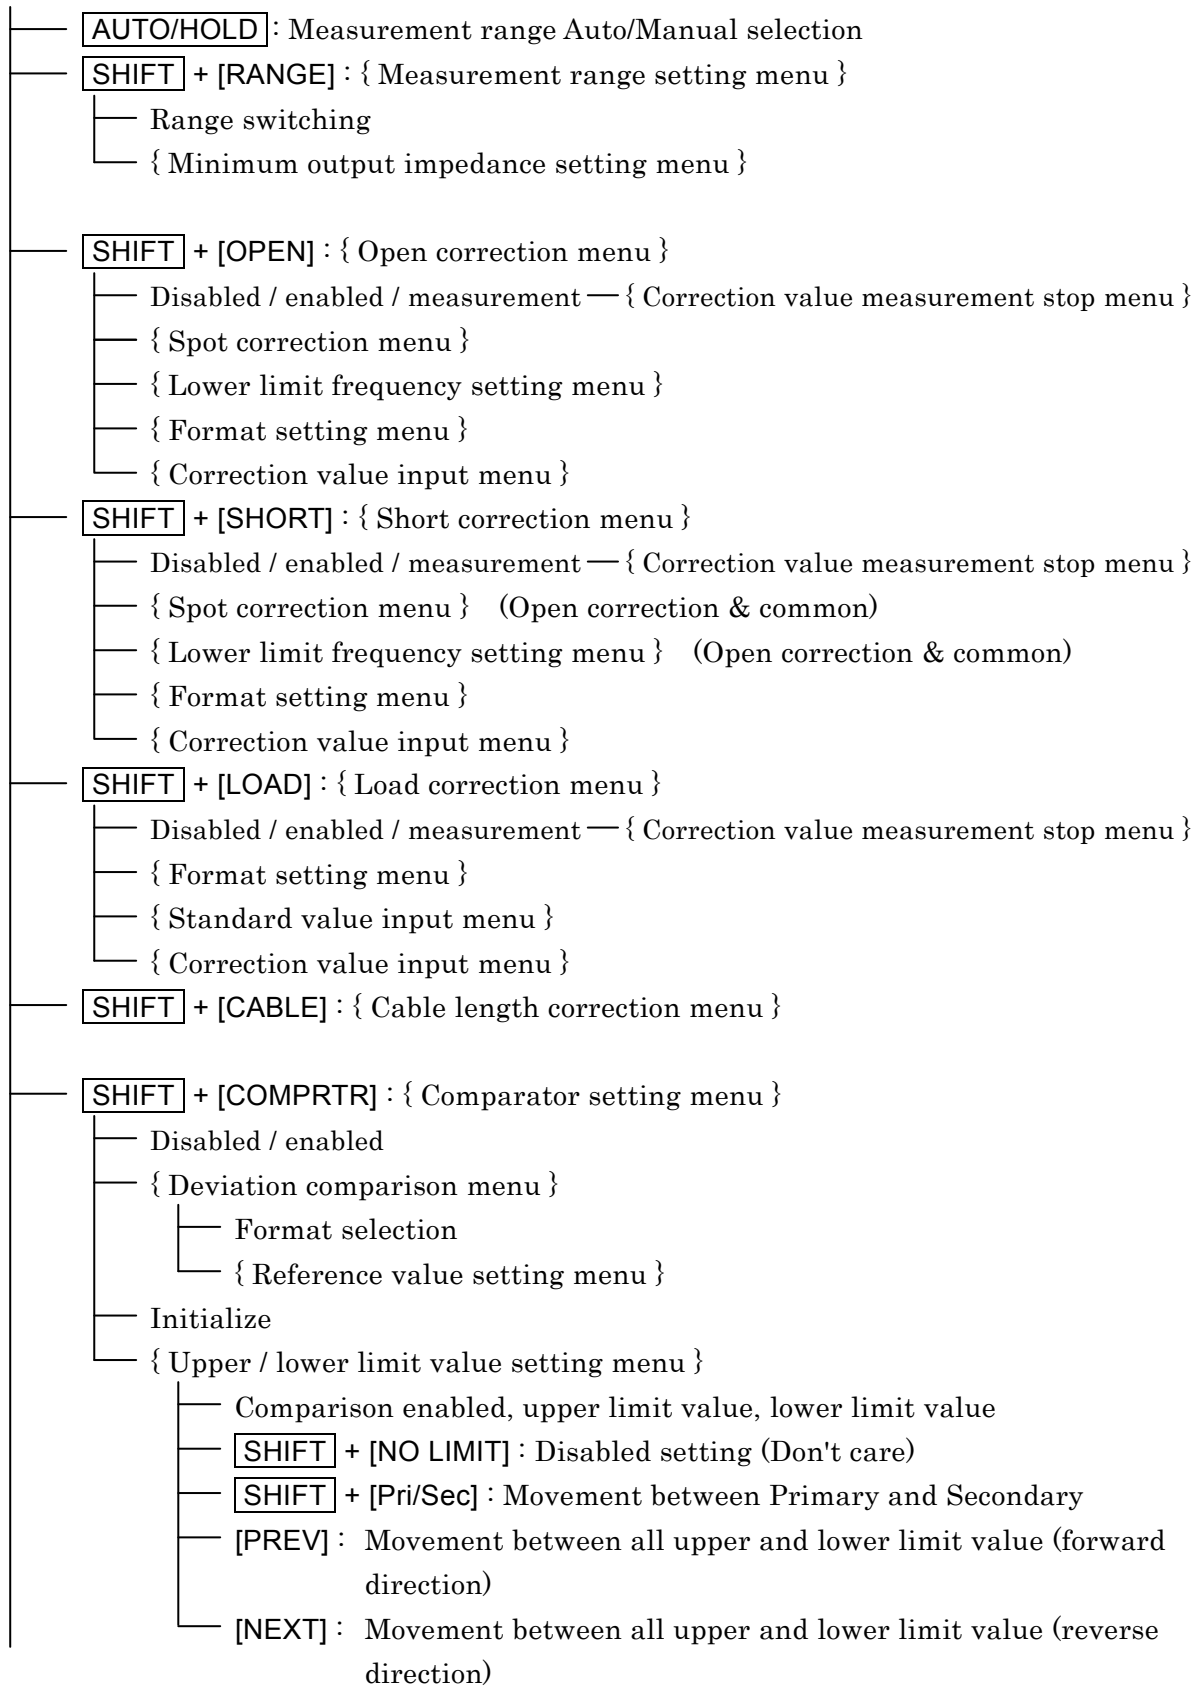 AUTO/HOLD : Measurement range Auto/Manual selection
SHIFT + [RANGE] : { Measurement range setting menu }
Range switching
{ Minimum output impedance setting menu }
SHIFT + [OPEN] : { Open correction menu }
Disabled / enabled / measurement — { Correction value measurement stop menu }
{ Spot correction menu }
{ Lower limit frequency setting menu }
{ Format setting menu }
{ Correction value input menu }
SHIFT + [SHORT] : { Short correction menu }
Disabled / enabled / measurement — { Correction value measurement stop menu }
{ Spot correction menu } (Open correction & common)
{ Lower limit frequency setting menu } (Open correction & common)
{ Format setting menu }
{ Correction value input menu }
SHIFT + [LOAD] : { Load correction menu }
Disabled / enabled / measurement — { Correction value measurement stop menu }
{ Format setting menu }
{ Standard value input menu }
{ Correction value input menu }
SHIFT + [CABLE] : { Cable length correction menu }
SHIFT + [COMPRTR] : { Comparator setting menu }
Disabled / enabled
{ Deviation comparison menu }
Format selection
{ Reference value setting menu }
Initialize
{ Upper / lower limit value setting menu }
Comparison enabled, upper limit value, lower limit value
SHIFT + [NO LIMIT] : Disabled setting (Don't care)
SHIFT + [Pri/Sec] : Movement between Primary and Secondary
[PREV] : Movement between all upper and lower limit value (forward
direction)
[NEXT] : Movement between all upper and lower limit value (reverse
direction)